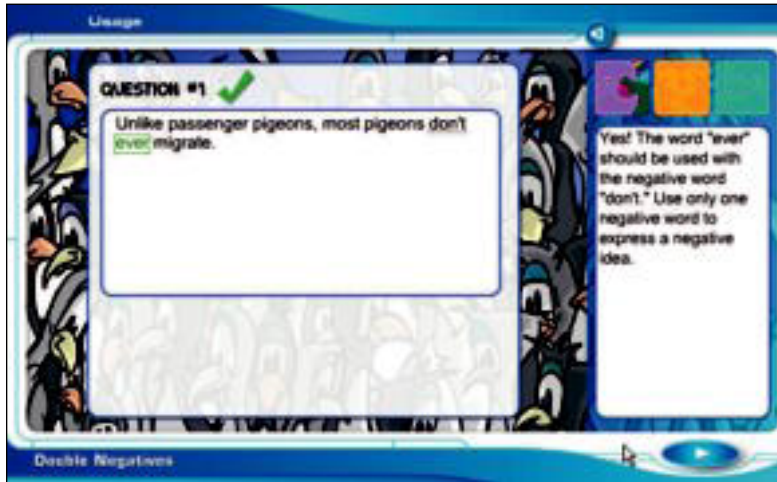 Usage
QUESTION #1
Unlike passenger pigeons, most pigeons don't
ever migrate.
Yes! The word "ever"
should be used with
the negative word
"don't." Use only one
negative word to
express a negative
idea.
Double Negatives